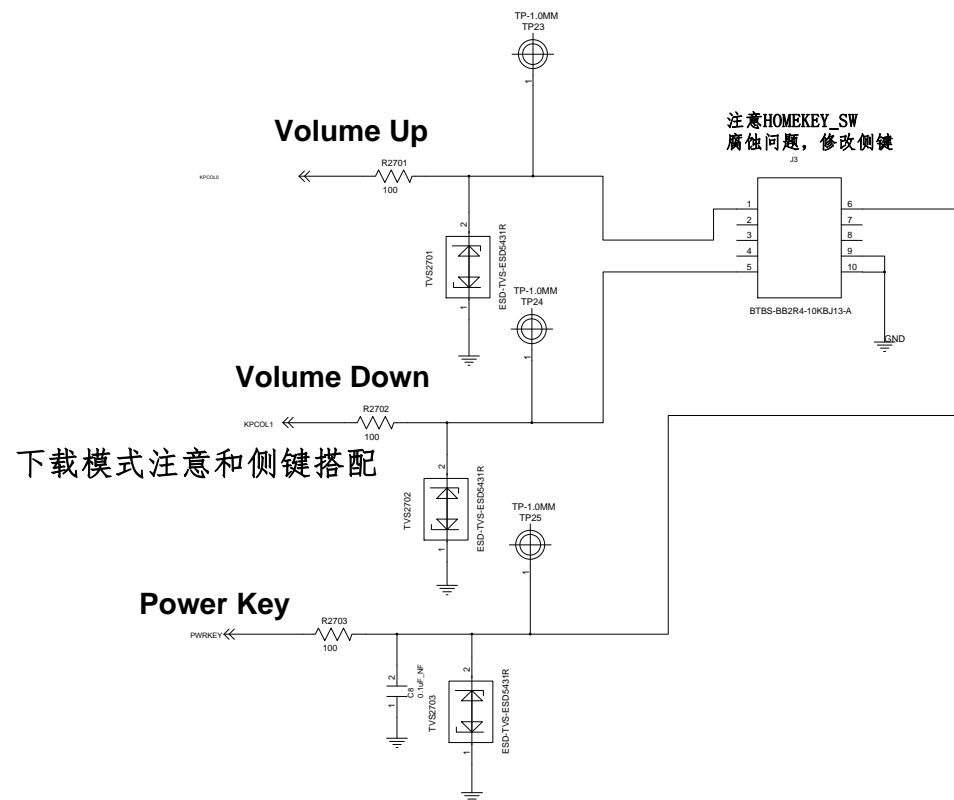 TP-1.0MM
TP23
注意HOMEKEY_SW
腐蚀问题，修改侧键
J3
Volume Up
R2701
100
KPCOL0
1
2
1
TVS2701
ESD-TVS-ESD5431R
1
2
3
4
5
6
7
8
9
10
BTBS-BB2R4-10KBJ13-A
GND
TP-1.0MM
TP24
1
Volume Down
R2702
100
KPCOL1
下载模式注意和侧键搭配
2
1
TVS2702
ESD-TVS-ESD5431R
TP-1.0MM
TP25
1
Power Key
R2703
100
PWRKEY
2
1
C8
0.1uF_NF
2
1
TVS2703
ESD-TVS-ESD5431R